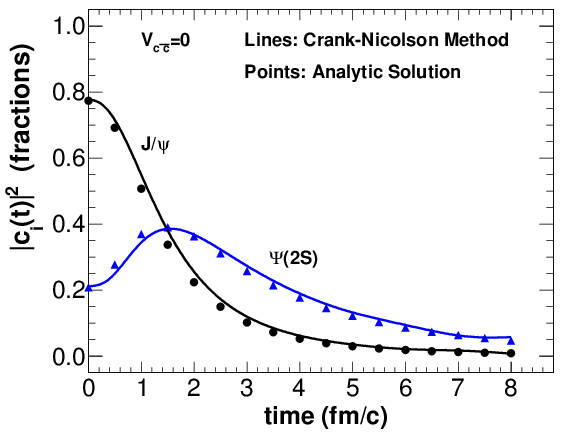 V_{c\overline{c}}=0 Lines: Crank-Nicolson Method
Points: Analytic Solution
J/ψ
Ψ(2S)
|c_i(t)|^2 (fractions)
1.0
0.8
0.6
0.4
0.2
0.0
0 1 2 3 4 5 6 7 8
time (fm/c)